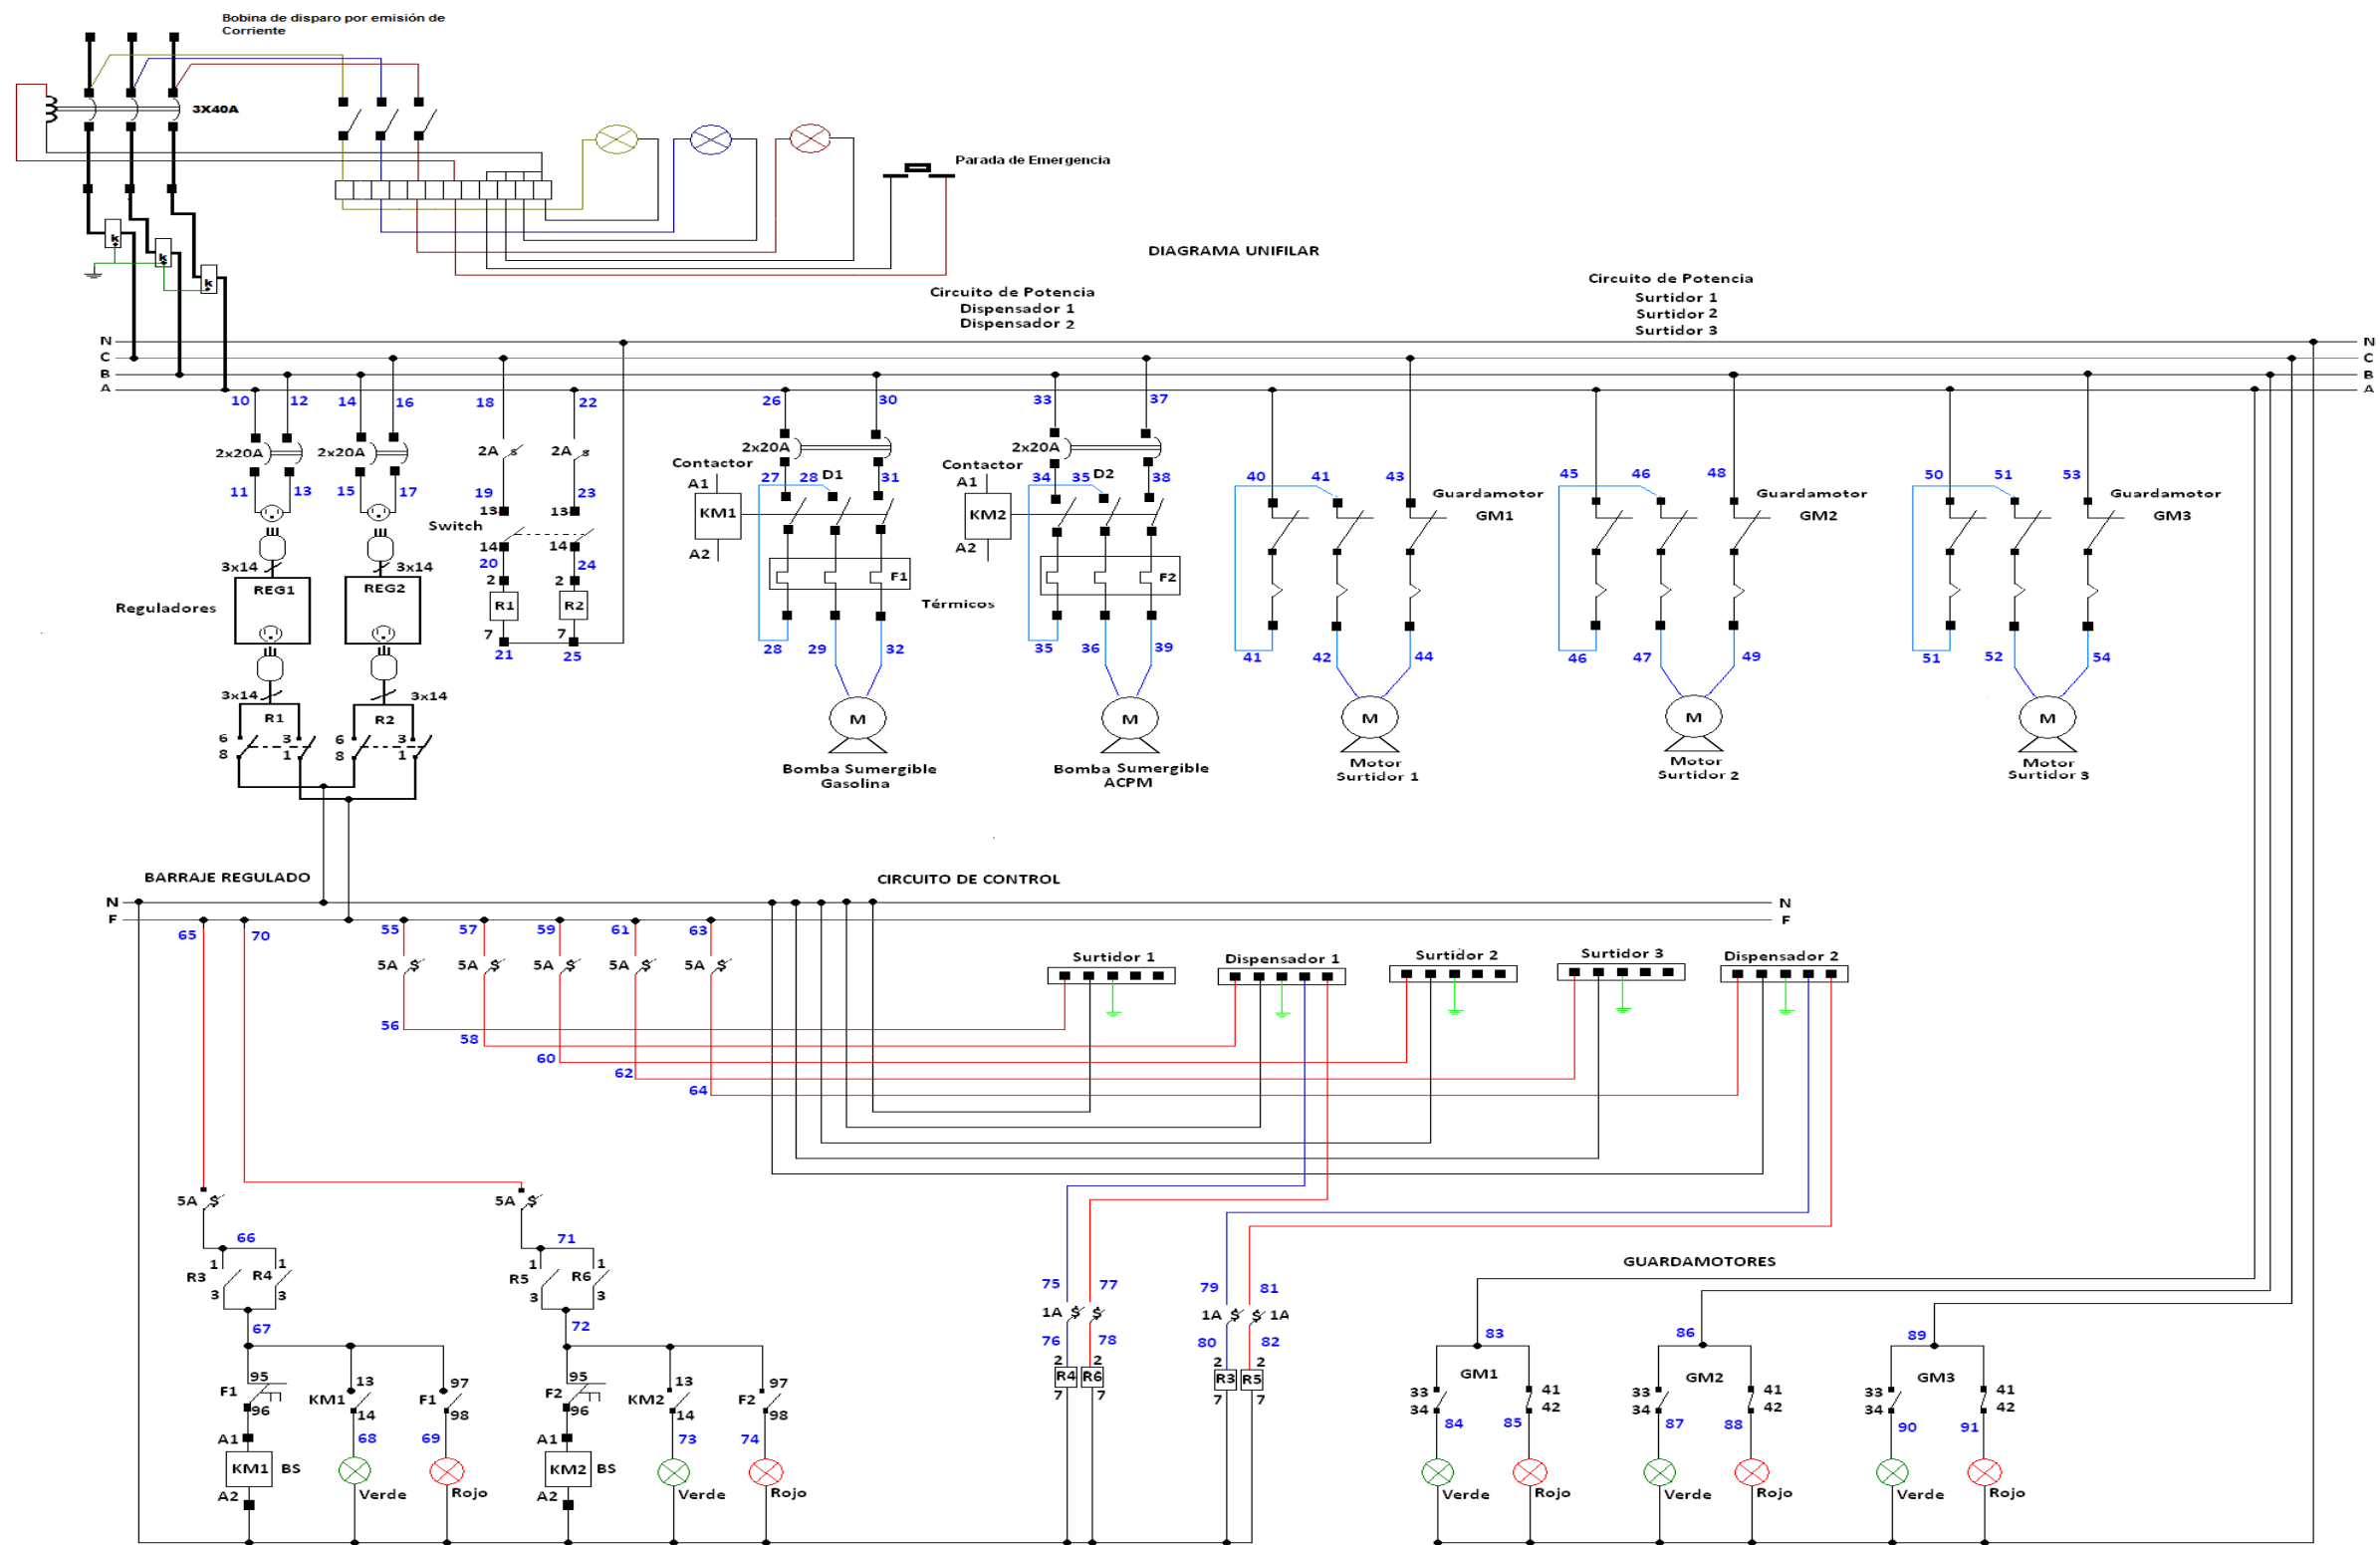 Bobina de disparo por emisión de
Corriente
3X40A
Parada de Emergencia
k
k
k
DIAGRAMA UNIFILAR
Circuito de Potencia
Dispensador 1
Dispensador 2
Circuito de Potencia
Surtidor 1
Surtidor 2
Surtidor 3
N N
C C
B B
A A
10 12 14 16 18 22 26 30 33 37
2x20A 2x20A 2A 2A 2x20A 2x20A
Contactor 27 28 D1 31 Contactor 34 35 D2 38 40 41 43 45 46 48 50 51 53
11 13 15 17 19 23 A1 A1
Guardamotor Guardamotor Guardamotor
GM1 GM2 GM3
13 13 KM1 KM2
Switch
14 14 A2 A2
20 24
3x14 3x14 2 2 F1 F2
REG1 REG2
Reguladores R1 R2 Térmicos
7 7
21 25 28 29 32 35 36 39 41 42 44 46 47 49 51 52 54
3x14 3x14
R1 R2 M M M M M
6 3 6 3
8 1 8 1
Bomba Sumergible
Gasolina
Bomba Sumergible
ACPM
Motor
Surtidor 1
Motor
Surtidor 2
Motor
Surtidor 3
BARRAJE REGULADO CIRCUITO DE CONTROL
N N
F F
65 70 55 57 59 61 63
5A 5A 5A 5A 5A
Surtidor 1 Dispensador 1 Surtidor 2 Surtidor 3 Dispensador 2
56
58
60
62
64
5A 5A
66 71
1 1 1 1
R3 R4 R5 R6
3 3 3 3
67 72
75 77 79 81
1A 1A 1A
76 78 80 82
2 2 2 2
R4 R6 R3 R5
7 7 7 7
GUARDAMOTORES
83 86 89
95 13 97 95 13 97
F1 KM1 F1 F2 KM2 F2
96 14 98 96 14 98
GM1 GM2 GM3
33 41 33 41 33 41
34 42 34 42 34 42
84 85 87 88 90 91
A1 68 69 A1 73 74
KM1 BS KM2 BS
A2 Verde Rojo A2 Verde Rojo
Verde Rojo Verde Rojo Verde Rojo